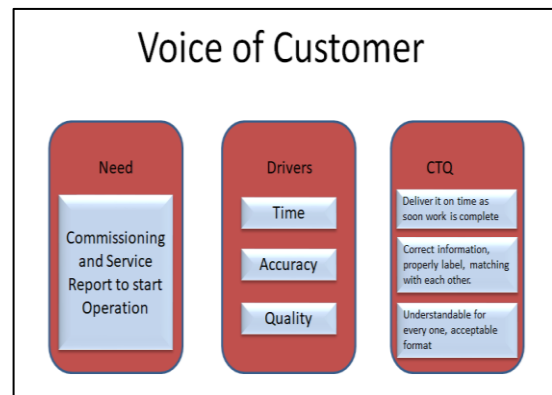 Voice of Customer
Need
Commissioning
and Service
Report to start
Operation
Drivers
Time
Accuracy
Quality
CTQ
Deliver it on time as
soon work is complete
Correct information,
properly label, matching
with each other.
Understandable for
every one, acceptable
format